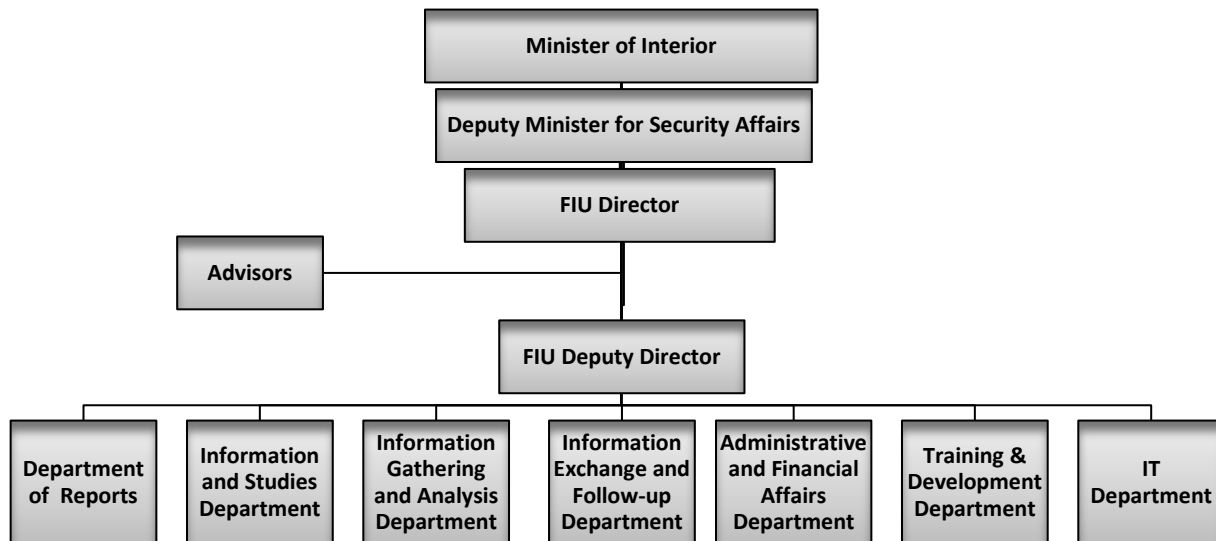 Minister of Interior
Deputy Minister for Security Affairs
FIU Director
Advisors
FIU Deputy Director
Department
of Reports
Information
and Studies
Department
Information
Gathering
and Analysis
Department
Information
Exchange and
Follow-up
Department
Administrative
and Financial
Affairs
Department
Training &
Development
Department
IT
Department